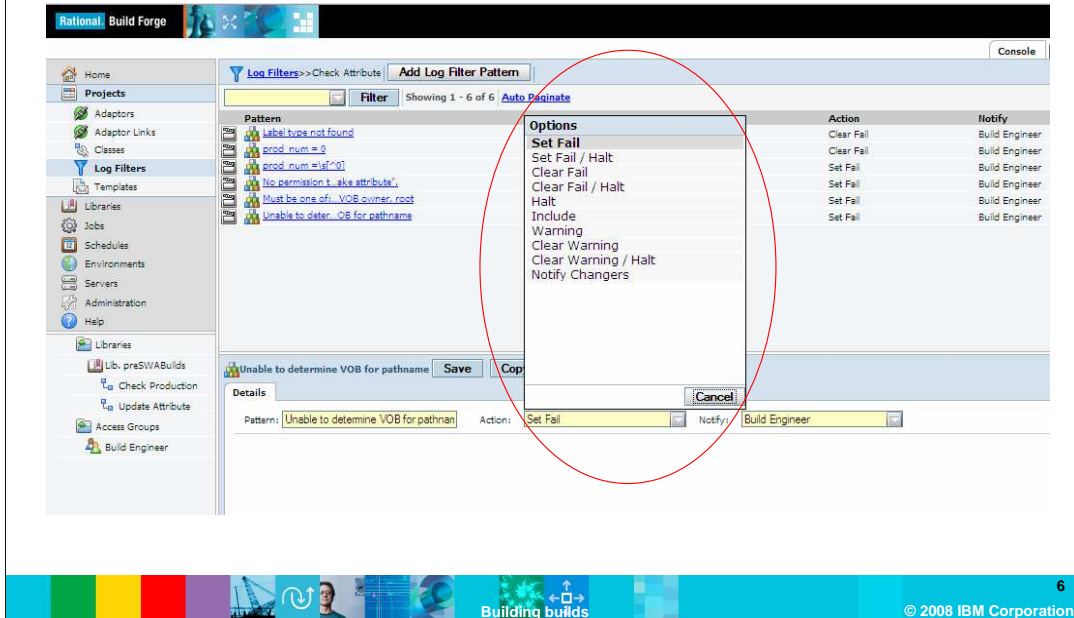 Rational. Build Forge
Console
Home
Projects
Adaptors
Adaptor Links
Classes
Log Filters
Templates
Libraries
Jobs
Schedules
Environments
Servers
Administration
Help
Libraries
Lib. preSWABuilds
Check Production
Update Attribute
Access Groups
Build Engineer
Log Filters>>Check Attribute Add Log Filter Pattern
Filter Showing 1 - 6 of 6 Auto Paginate
Pattern Action Notify
Label type not found Clear Fail Build Engineer
prod_num = 0 Clear Fail Build Engineer
prod_num =\s[^0] Set Fail Build Engineer
No permission t...ake attribute". Set Fail Build Engineer
Must be one of:...VOB owner, root Set Fail Build Engineer
Unable to deter...OB for pathname Set Fail Build Engineer
Options
Set Fail
Set Fail / Halt
Clear Fail
Clear Fail / Halt
Halt
Include
Warning
Clear Warning
Clear Warning / Halt
Notify Changers
Cancel
Unable to determine VOB for pathname Save Cop
Details
Pattern: Unable to determine VOB for pathnan Action: Set Fail Notify: Build Engineer
6
Building builds
© 2008 IBM Corporation